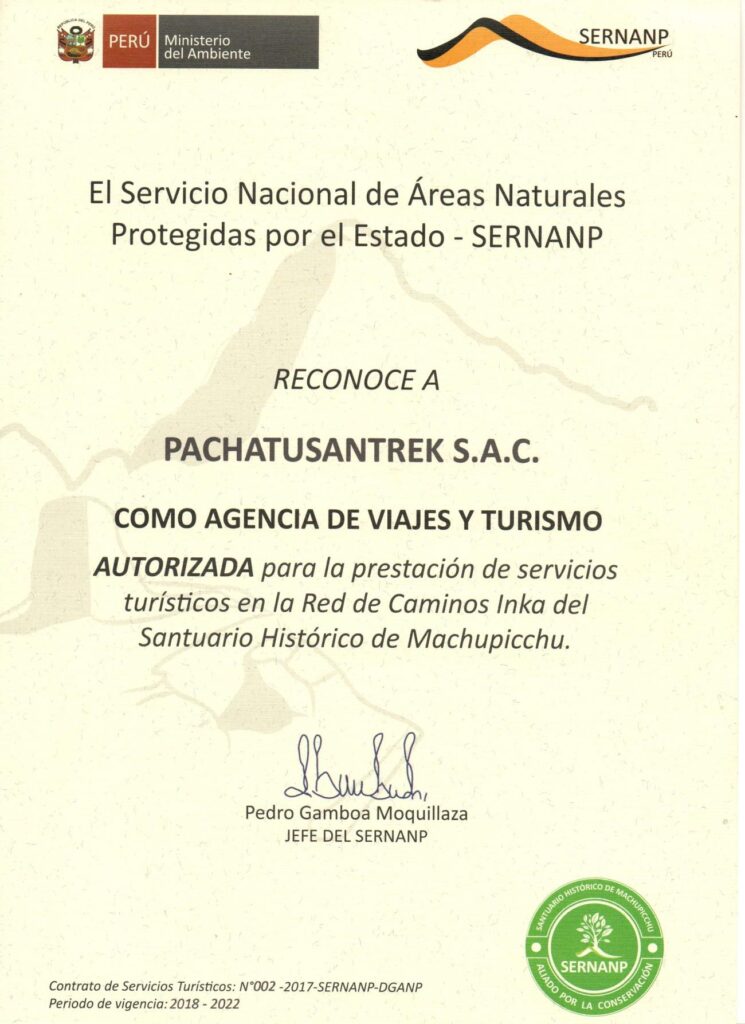 REPÚBLICA DEL PERÚ
PERÚ
Ministerio
del Ambiente
SERNANP
PERÚ
El Servicio Nacional de Áreas Naturales
Protegidas por el Estado - SERNANP
RECONOCE A
PACHATUSANTREK S.A.C.
COMO AGENCIA DE VIAJES Y TURISMO
AUTORIZADA para la prestación de servicios
turísticos en la Red de Caminos Inka del
Santuario Histórico de Machupicchu.
Pedro Gamboa Moquillaza
JEFE DEL SERNANP
SANTUARIO HISTÓRICO DE MACHUPICCHU
SERNANP
ALIADO POR LA CONSERVACIÓN
Contrato de Servicios Turísticos: N°002 -2017-SERNANP-DGANP
Periodo de vigencia: 2018 - 2022